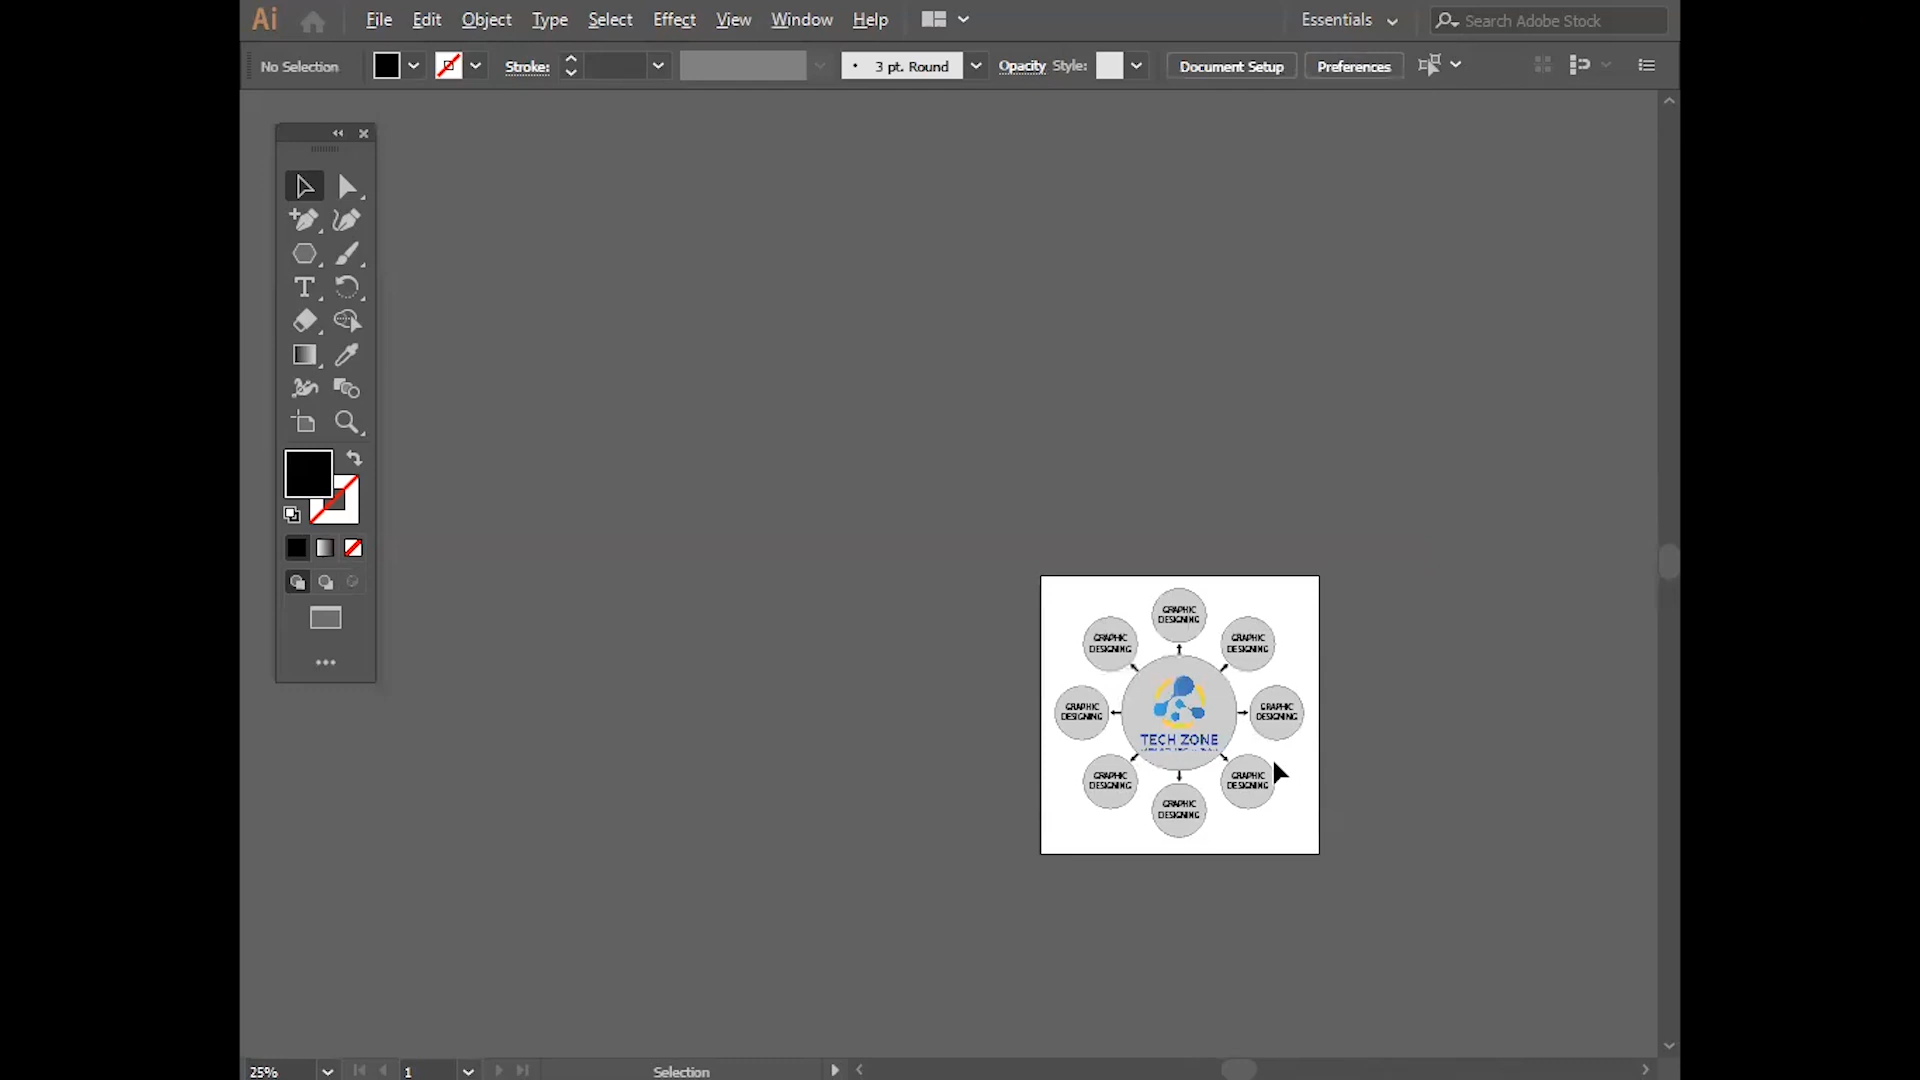 Ai File Edit Object Type Select Effect View Window Help Essentials Search Adobe Stock
No Selection Stroke: 3 pt. Round Opacity Style: Document Setup Preferences
GRAPHIC
DESIGNING
GRAPHIC
DESIGNING
GRAPHIC
DESIGNING
GRAPHIC
DESIGNING
TECH ZONE
GRAPHIC
DESIGNING
GRAPHIC
DESIGNING
GRAPHIC
DESIGNING
GRAPHIC
DESIGNING
25% 1 Selection